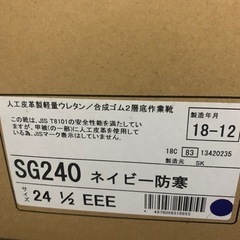 人工皮革製軽量ウレタン/合成ゴム2層底作業靴
この靴は、JIS T8101の安全性能を満たしてい
ますが、甲被の(一部)に人工皮革を使用している
為、JISマーク表示はしていません。
製造年月
18-12
18C 83 13420235
製造元 SK
SG240 ネイビー防寒
サイズ 24 1/2 EEE